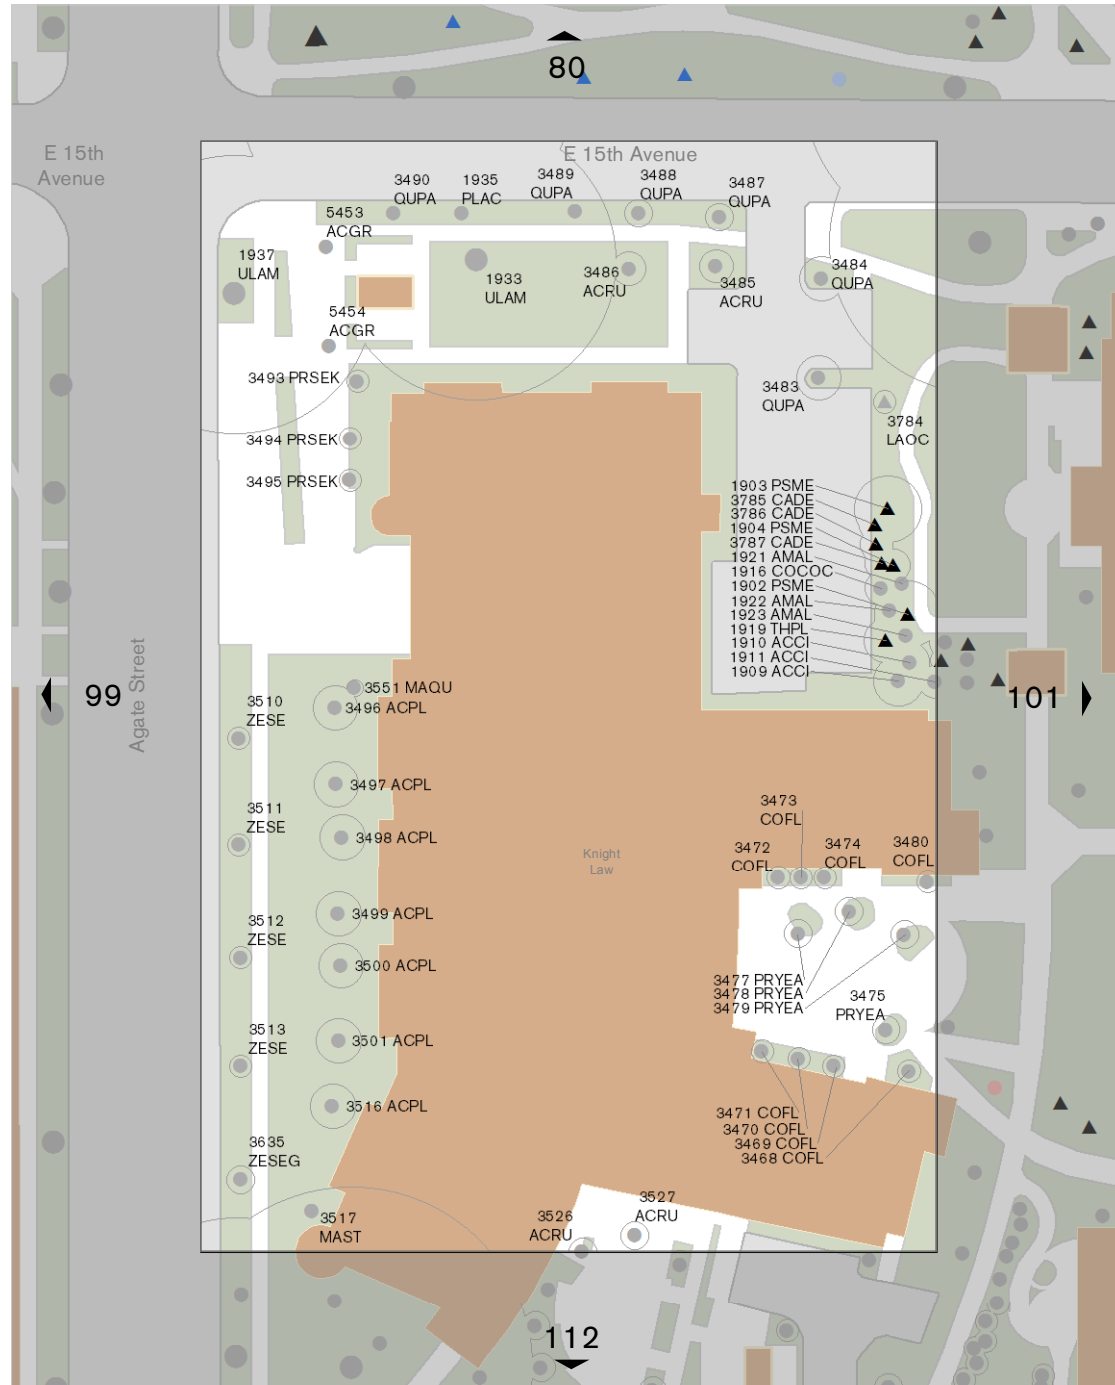 80
E 15th
Avenue
E 15th Avenue
3490
QUPA
1935
PLAC
3489
QUPA
3488
QUPA
3487
QUPA
5453
ACGR
1937
ULAM
1933
ULAM
3486
ACRU
3485
ACRU
3484
QUPA
5454
ACGR
3493 PRSEK
3483
QUPA
3784
LAOC
3494 PRSEK
3495 PRSEK
1903 PSME
3785 CADE
3786 CADE
1904 PSME
3787 CADE
1921 AMAL
1916 COCOC
1902 PSME
1922 AMAL
1923 AMAL
1919 THPL
1910 ACCI
1911 ACCI
1909 ACCI
99
Agate Street
101
3551 MAQU
3496 ACPL
3510
ZESE
3497 ACPL
3511
ZESE
3498 ACPL
3473
COFL
3472
COFL
3474
COFL
3480
COFL
Knight
Law
3499 ACPL
3512
ZESE
3500 ACPL
3477 PRYEA
3478 PRYEA
3479 PRYEA
3475
PRYEA
3513
ZESE
3501 ACPL
3516 ACPL
3471 COFL
3470 COFL
3469 COFL
3468 COFL
3635
ZESEG
3517
MAST
3526
ACRU
3527
ACRU
112